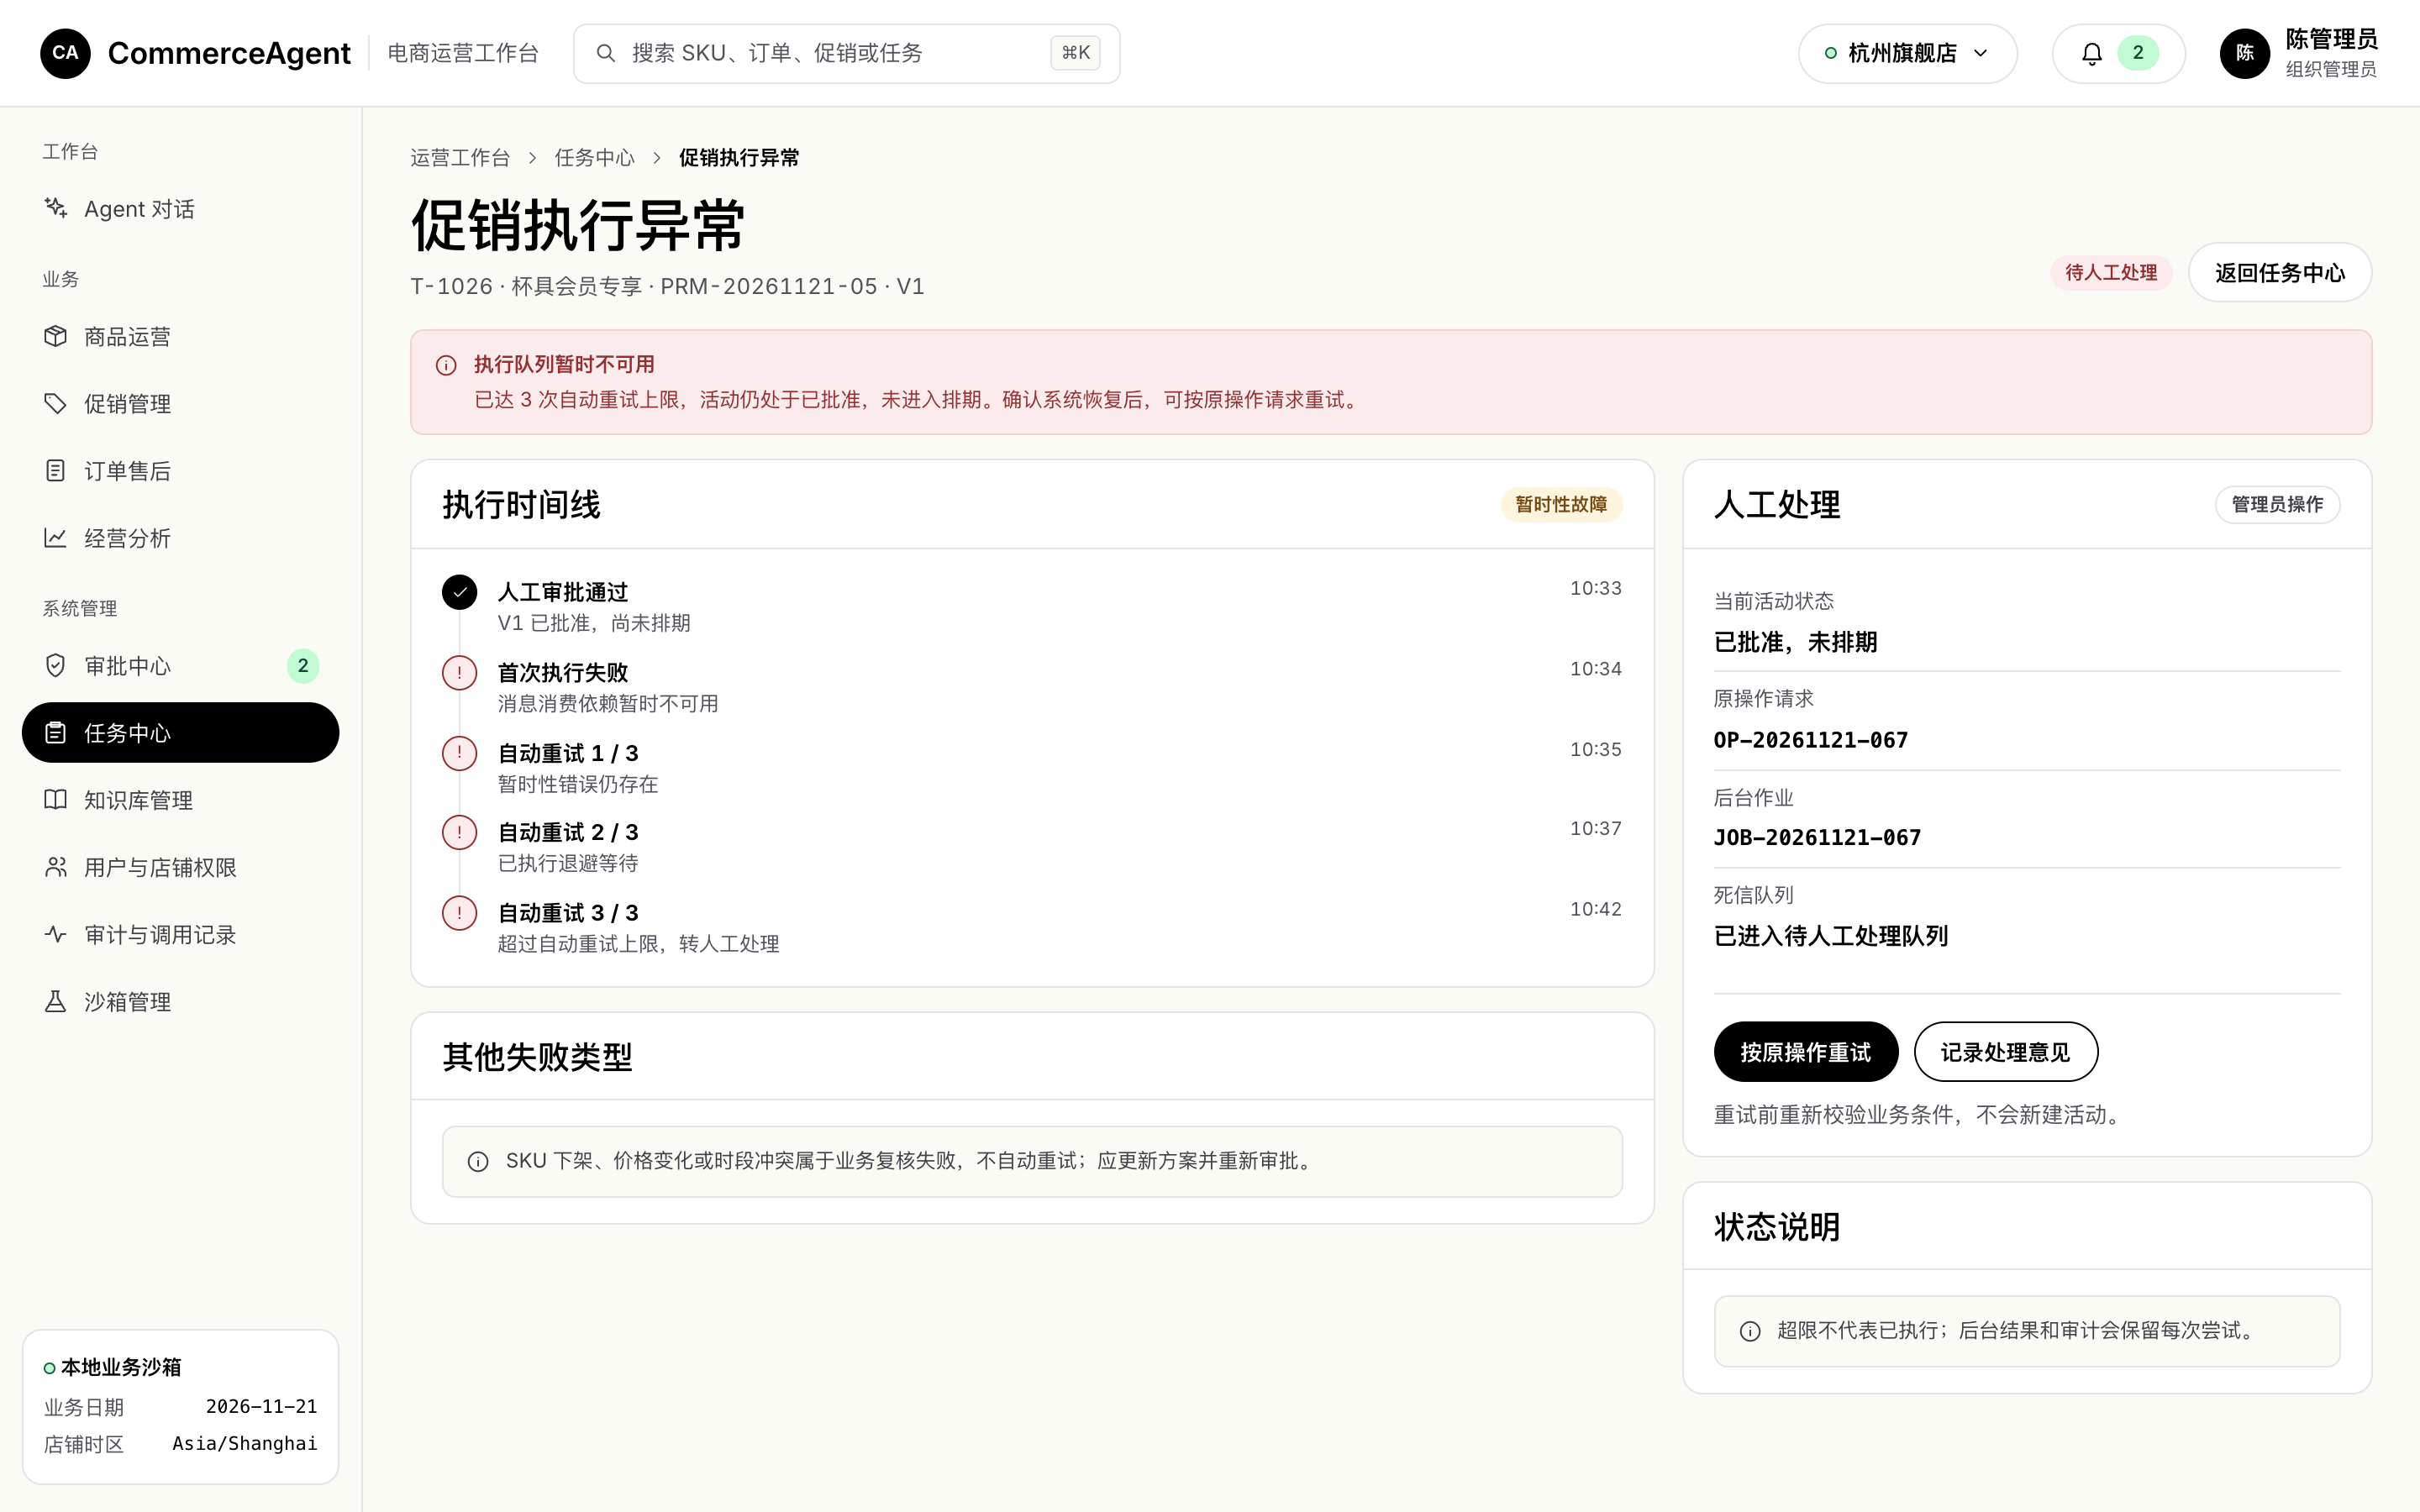 CA CommerceAgent 电商运营工作台
搜索 SKU、订单、促销或任务 ⌘K
杭州旗舰店
2
陈
陈管理员
组织管理员
工作台
Agent 对话
业务
商品运营
促销管理
订单售后
经营分析
系统管理
审批中心 2
任务中心
知识库管理
用户与店铺权限
审计与调用记录
沙箱管理
本地业务沙箱
业务日期 2026-11-21
店铺时区 Asia/Shanghai
运营工作台 > 任务中心 > 促销执行异常
促销执行异常
T-1026 · 杯具会员专享 · PRM-20261121-05 · V1
待人工处理
返回任务中心
执行队列暂时不可用
已达 3 次自动重试上限，活动仍处于已批准，未进入排期。确认系统恢复后，可按原操作请求重试。
执行时间线 暂时性故障
人工审批通过 10:33
V1 已批准，尚未排期
! 首次执行失败 10:34
消息消费依赖暂时不可用
! 自动重试 1 / 3 10:35
暂时性错误仍存在
! 自动重试 2 / 3 10:37
已执行退避等待
! 自动重试 3 / 3 10:42
超过自动重试上限，转人工处理
其他失败类型
SKU 下架、价格变化或时段冲突属于业务复核失败，不自动重试；应更新方案并重新审批。
人工处理 管理员操作
当前活动状态
已批准，未排期
原操作请求
OP-20261121-067
后台作业
JOB-20261121-067
死信队列
已进入待人工处理队列
按原操作重试 记录处理意见
重试前重新校验业务条件，不会新建活动。
状态说明
超限不代表已执行；后台结果和审计会保留每次尝试。